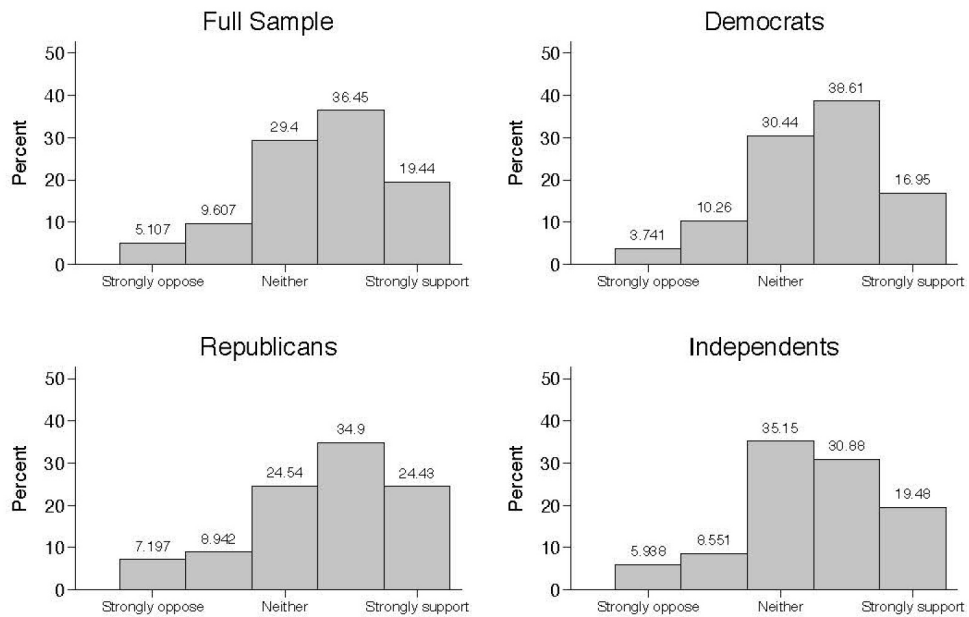 Full Sample
Percent
50
40
30
20
10
0
5.107
9.607
29.4
36.45
19.44
Strongly oppose
Neither
Strongly support
Democrats
Percent
50
40
30
20
10
0
3.741
10.26
30.44
38.61
16.95
Strongly oppose
Neither
Strongly support
Republicans
Percent
50
40
30
20
10
0
7.197
8.942
24.54
34.9
24.43
Strongly oppose
Neither
Strongly support
Independents
Percent
50
40
30
20
10
0
5.938
8.551
35.15
30.88
19.48
Strongly oppose
Neither
Strongly support